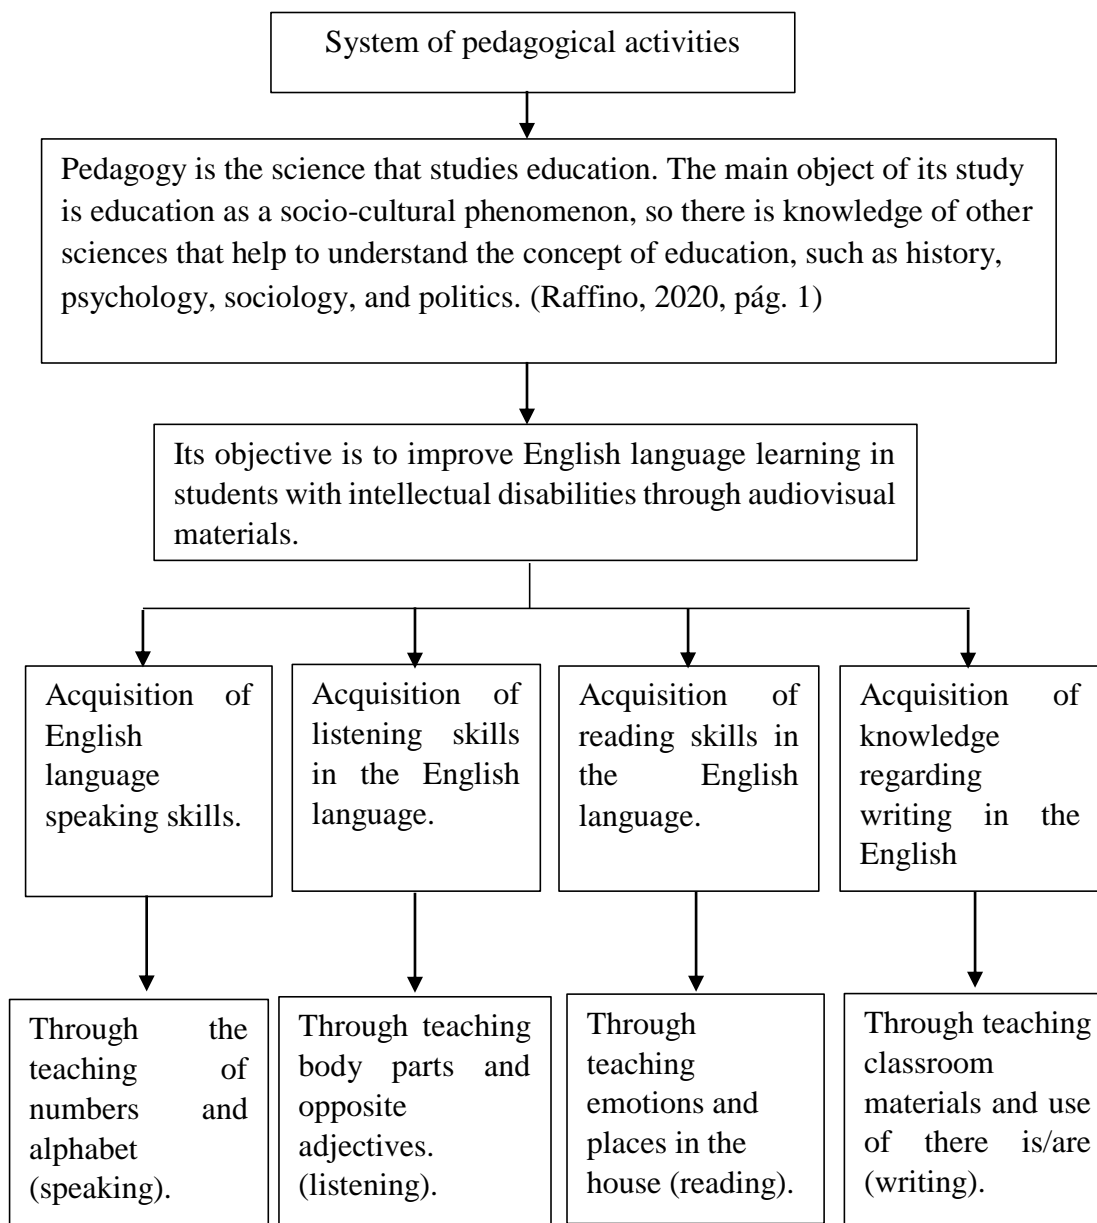 System of pedagogical activities
Pedagogy is the science that studies education. The main object of its study
is education as a socio-cultural phenomenon, so there is knowledge of other
sciences that help to understand the concept of education, such as history,
psychology, sociology, and politics. (Raffino, 2020, pág. 1)
Its objective is to improve English language learning in
students with intellectual disabilities through audiovisual
materials.
Acquisition of
English
language
speaking skills.
Acquisition of
listening skills
in the English
language.
Acquisition of
reading skills in
the English
language.
Acquisition of
knowledge
regarding
writing in the
English
Through the
teaching of
numbers and
alphabet
(speaking).
Through teaching
body parts and
opposite
adjectives.
(listening).
Through
teaching
emotions and
places in the
house (reading).
Through teaching
classroom
materials and use
of there is/are
(writing).